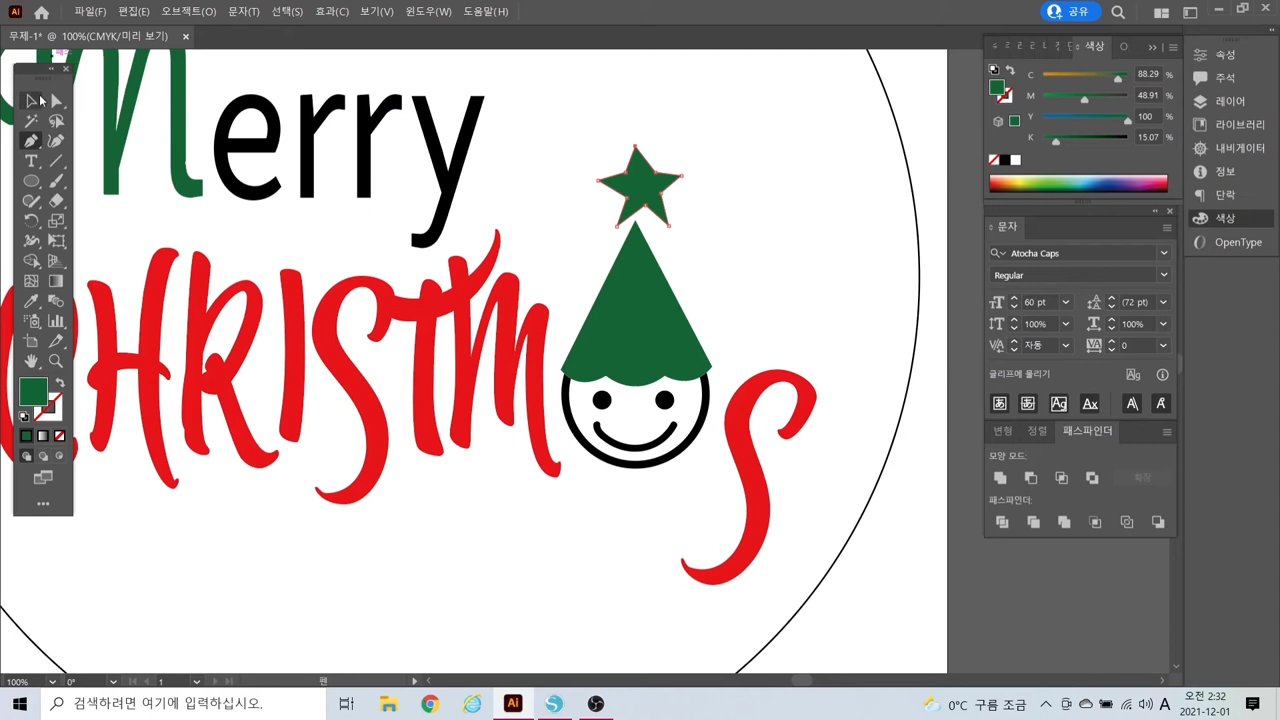 Ai 파일(F) 편집(E) 오브젝트(O) 문자(T) 선택(S) 효과(C) 보기(V) 윈도우(W) 도움말(H) 공유
무제-1* @ 100%(CMYK/미리 보기) ×
패스
Merry
CHRISTM S
색상
C 88.29 %
M 48.91 %
Y 100 %
K 15.07 %
문자
Atocha Caps
Regular
60 pt (72 pt)
100% 100%
자동 0
글리프에 물리기
변형 정렬 패스파인더
모양 모드:
확장
패스파인더:
속성
주석
레이어
라이브러리
내비게이터
정보
단락
색상
OpenType
100% 0° 1 펜
검색하려면 여기에 입력하십시오.
Ai
0°C 구름 조금
A
오전 2:32
2021-12-01